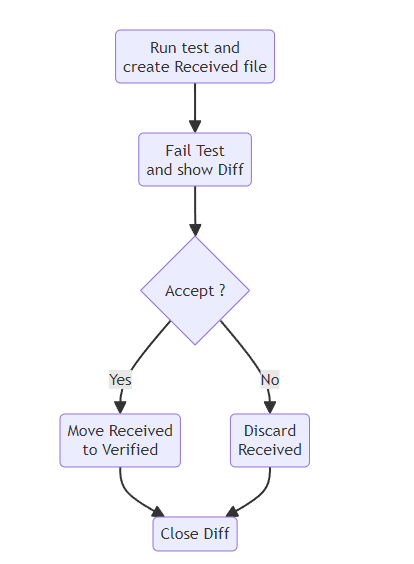 Run test and
create Received file
Fail Test
and show Diff
Accept ?
Yes
No
Move Received
to Verified
Discard
Received
Close Diff